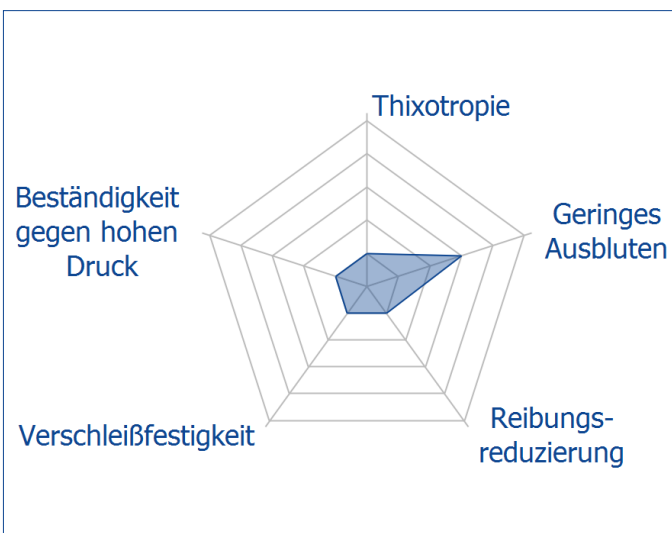 Thixotropie
Geringes
Ausbluten
Reibungs-
reduzierung
Verschleißfestigkeit
Beständigkeit
gegen hohen
Druck